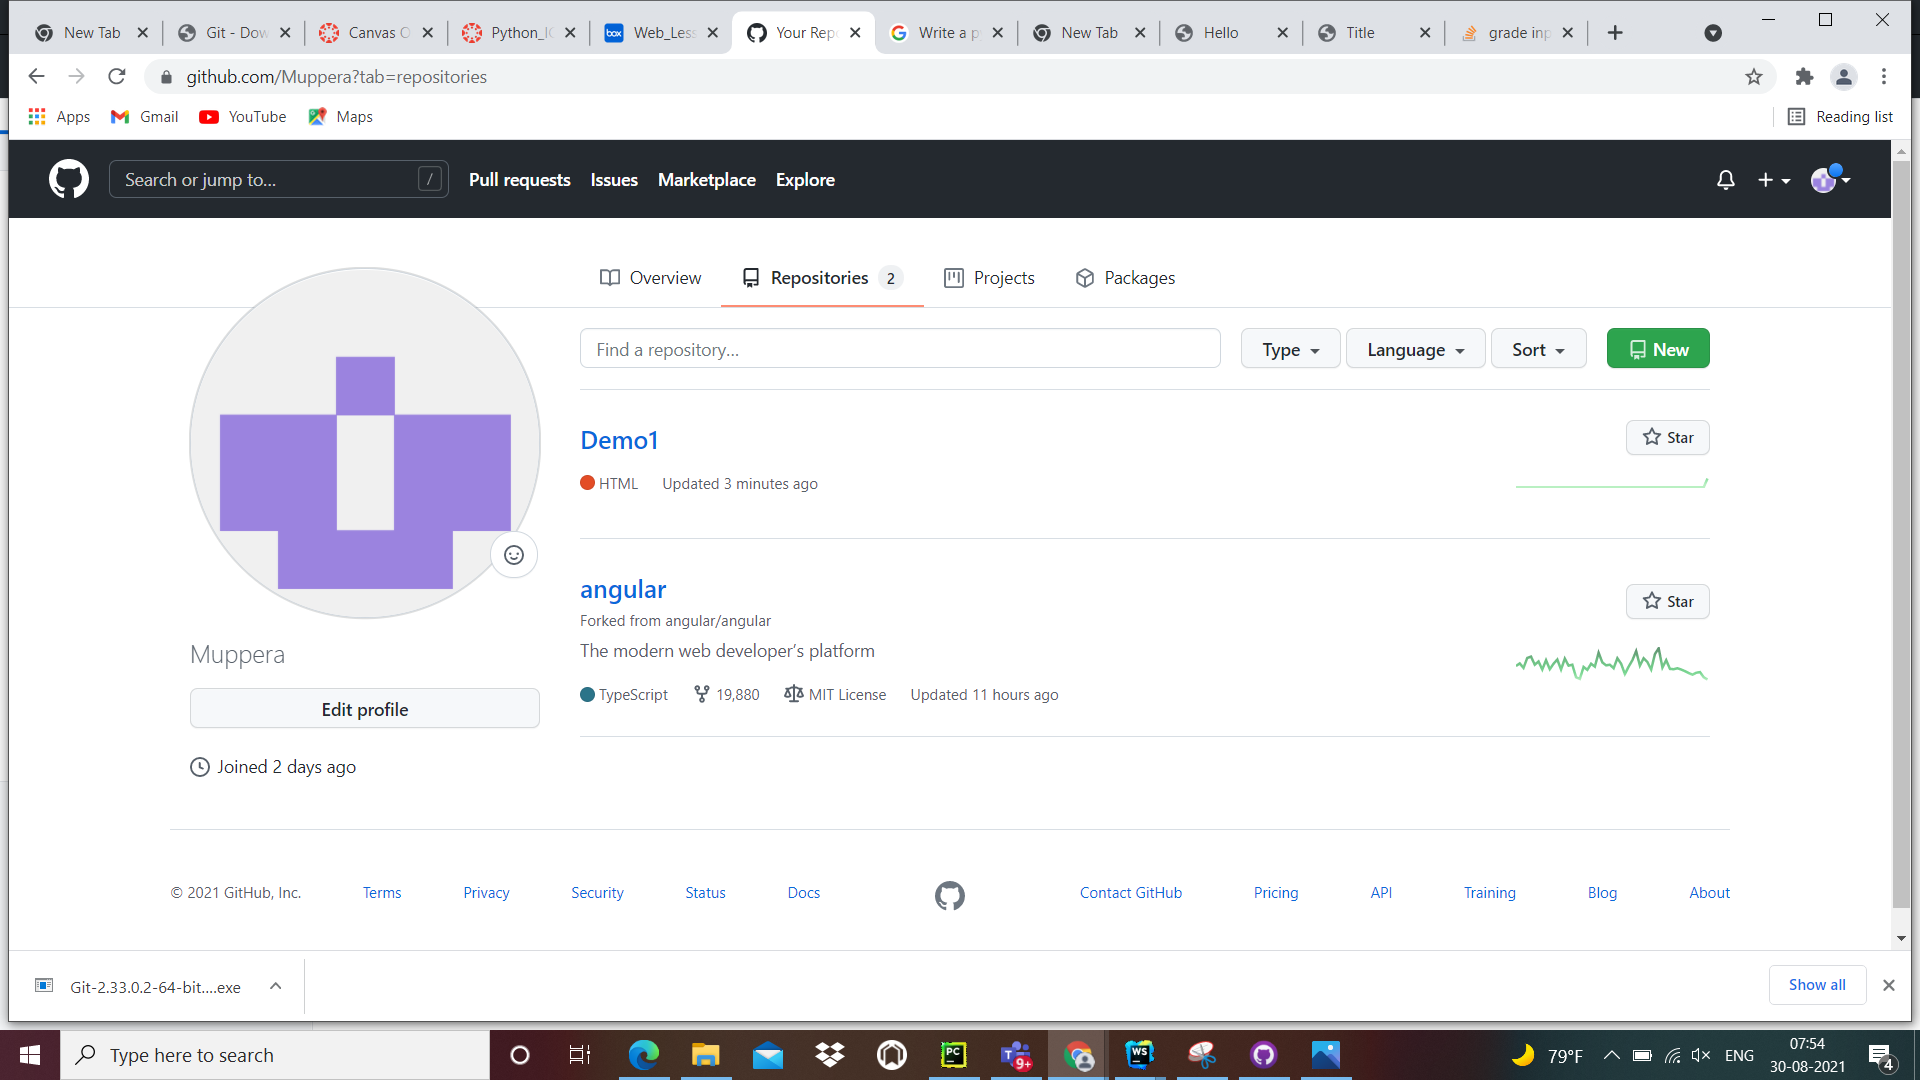 New Tab
Git - Dow
Canvas O
Python_IC
box
Web_Less
Your Rep
Write a p
New Tab
Hello
Title
grade inp
github.com/Muppera?tab=repositories
Apps
Gmail
YouTube
Maps
Reading list
Search or jump to...
/
Pull requests
Issues
Marketplace
Explore
Overview
Repositories 2
Projects
Packages
Find a repository...
Type
Language
Sort
New
Demo1
Star
HTML
Updated 3 minutes ago
angular
Star
Forked from angular/angular
The modern web developer's platform
TypeScript
19,880
MIT License
Updated 11 hours ago
Muppera
Edit profile
Joined 2 days ago
© 2021 GitHub, Inc.
Terms
Privacy
Security
Status
Docs
Contact GitHub
Pricing
API
Training
Blog
About
Git-2.33.0.2-64-bit....exe
Show all
Type here to search
PC
9+
WS
79°F
ENG
07:54
30-08-2021
4